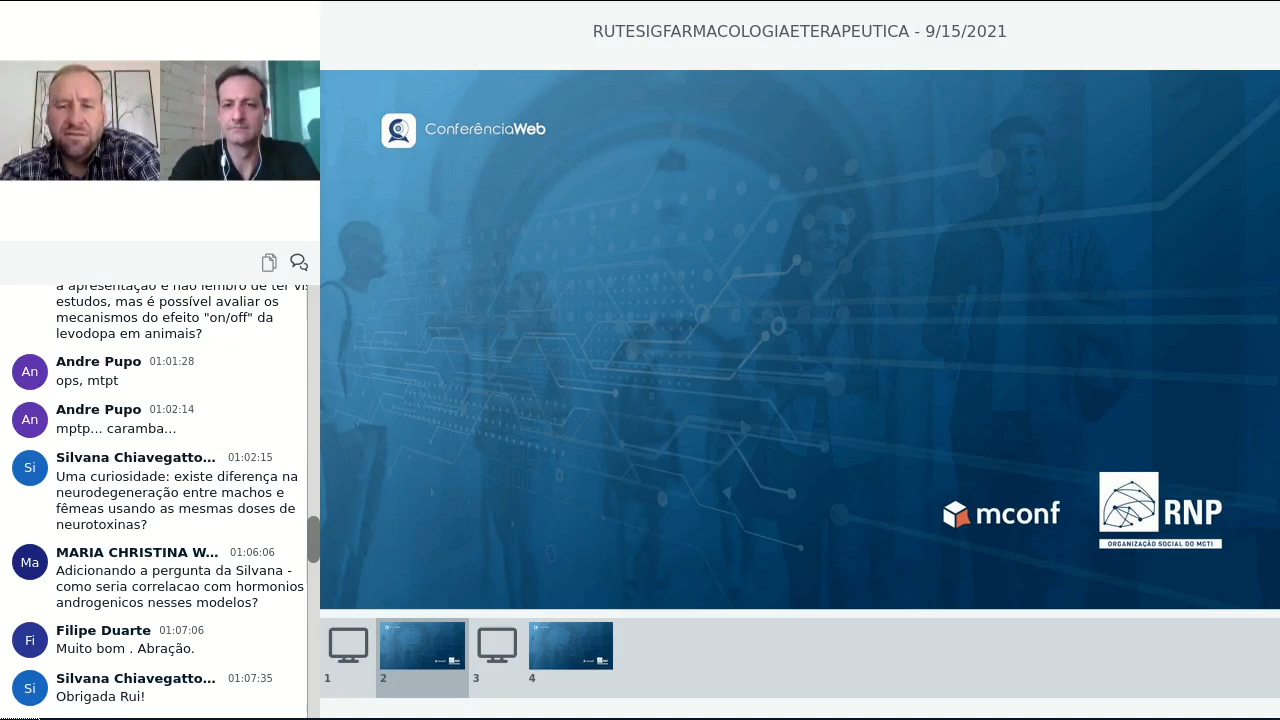 RUTESIGFARMACOLOGIAETERAPEUTICA - 9/15/2021
ConferênciaWeb
a apresentação e não lembro de ter
estudos, mas é possível avaliar os
mecanismos do efeito "on/off" da
levodopa em animais?
An
Andre Pupo 01:01:28
ops, mtpt
An
Andre Pupo 01:02:14
mptp... caramba...
Si
Silvana Chiavegatto... 01:02:15
Uma curiosidade: existe diferença na
neurodegeneração entre machos e
fêmeas usando as mesmas doses de
neurotoxinas?
Ma
MARIA CHRISTINA W... 01:06:06
Adicionando a pergunta da Silvana -
como seria correlacao com hormonios
androgenicos nesses modelos?
Fi
Filipe Duarte 01:07:06
Muito bom . Abração.
Si
Silvana Chiavegatto... 01:07:35
Obrigada Rui!
mconf
RNP
ORGANIZAÇÃO SOCIAL DO MCTI
1
2
3
4